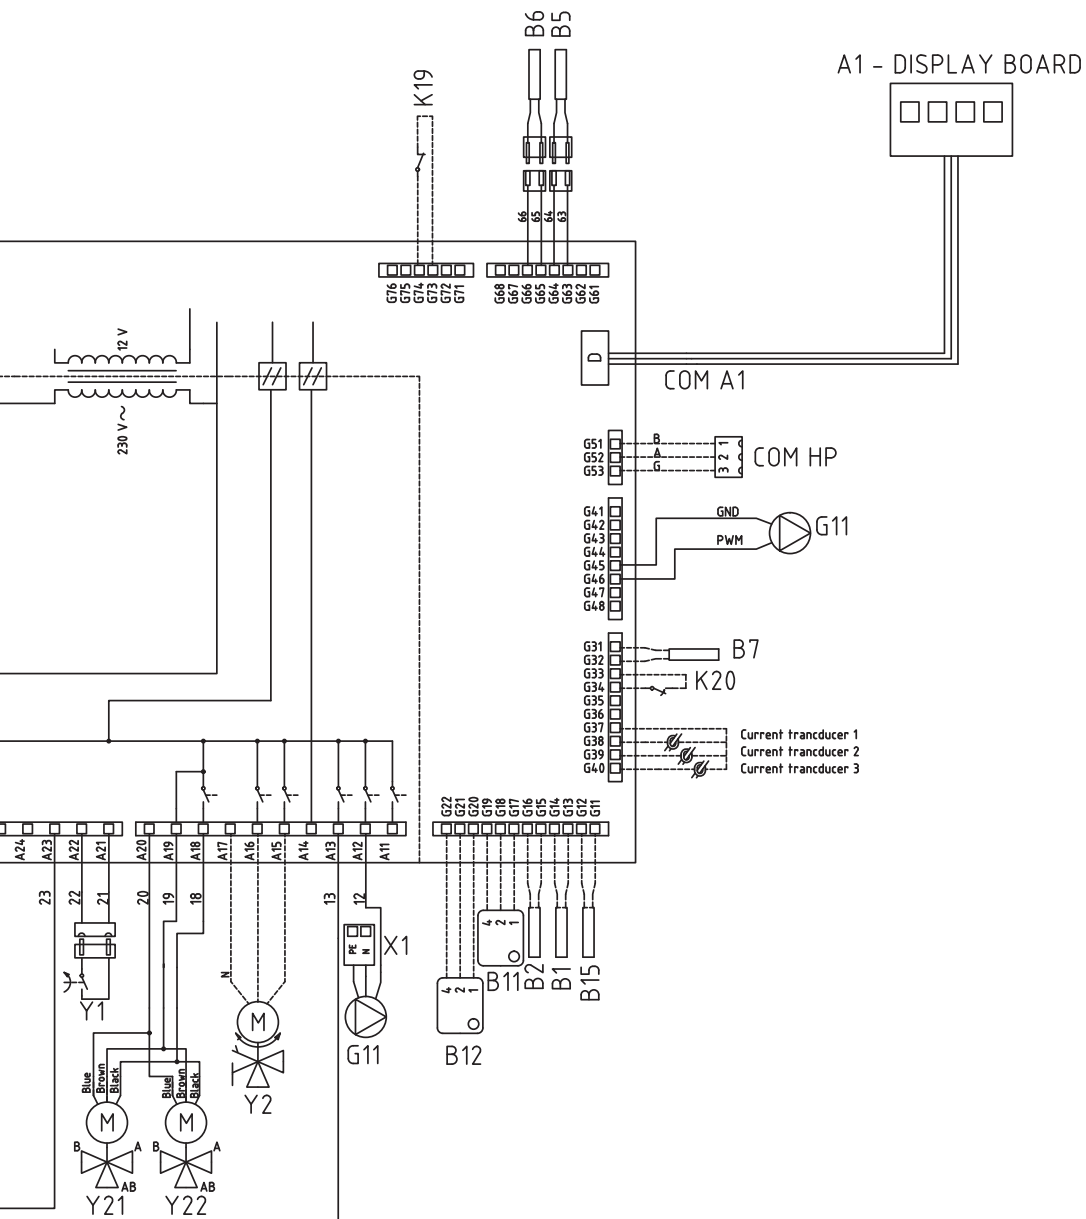 B6 B5
A1 - DISPLAY BOARD
K19
66 65 64 63
G76 G75 G74 G73 G72 G71
G68 G67 G66 G65 G64 G63 G62 G61
12 V
230 V ~
D
COM A1
G51 B 1
G52 A 2
G53 G 3
COM HP
G41
G42
G43
G44
G45
G46
G47
G48
GND
PWM
G11
G31
G32
G33
G34
G35
G36
G37
G38
G39
G40
B7
K20
Current trancducer 1
Current trancducer 2
Current trancducer 3
G22 G21 G20 G19 G18 G17 G16 G15 G14 G13 G12 G11
A24 A23 A22 A21 A20 A19 A18 A17 A16 A15 A14 A13 A12 A11
23 22 21 20 19 18 13 12
N
PE N
X1
4 2 1
4 2 1
B11 B2 B1 B15
Y1
M
G11
B12
Y2
Blue Brown Black
Blue Brown Black
M M
B A B A
AB AB
Y21 Y22